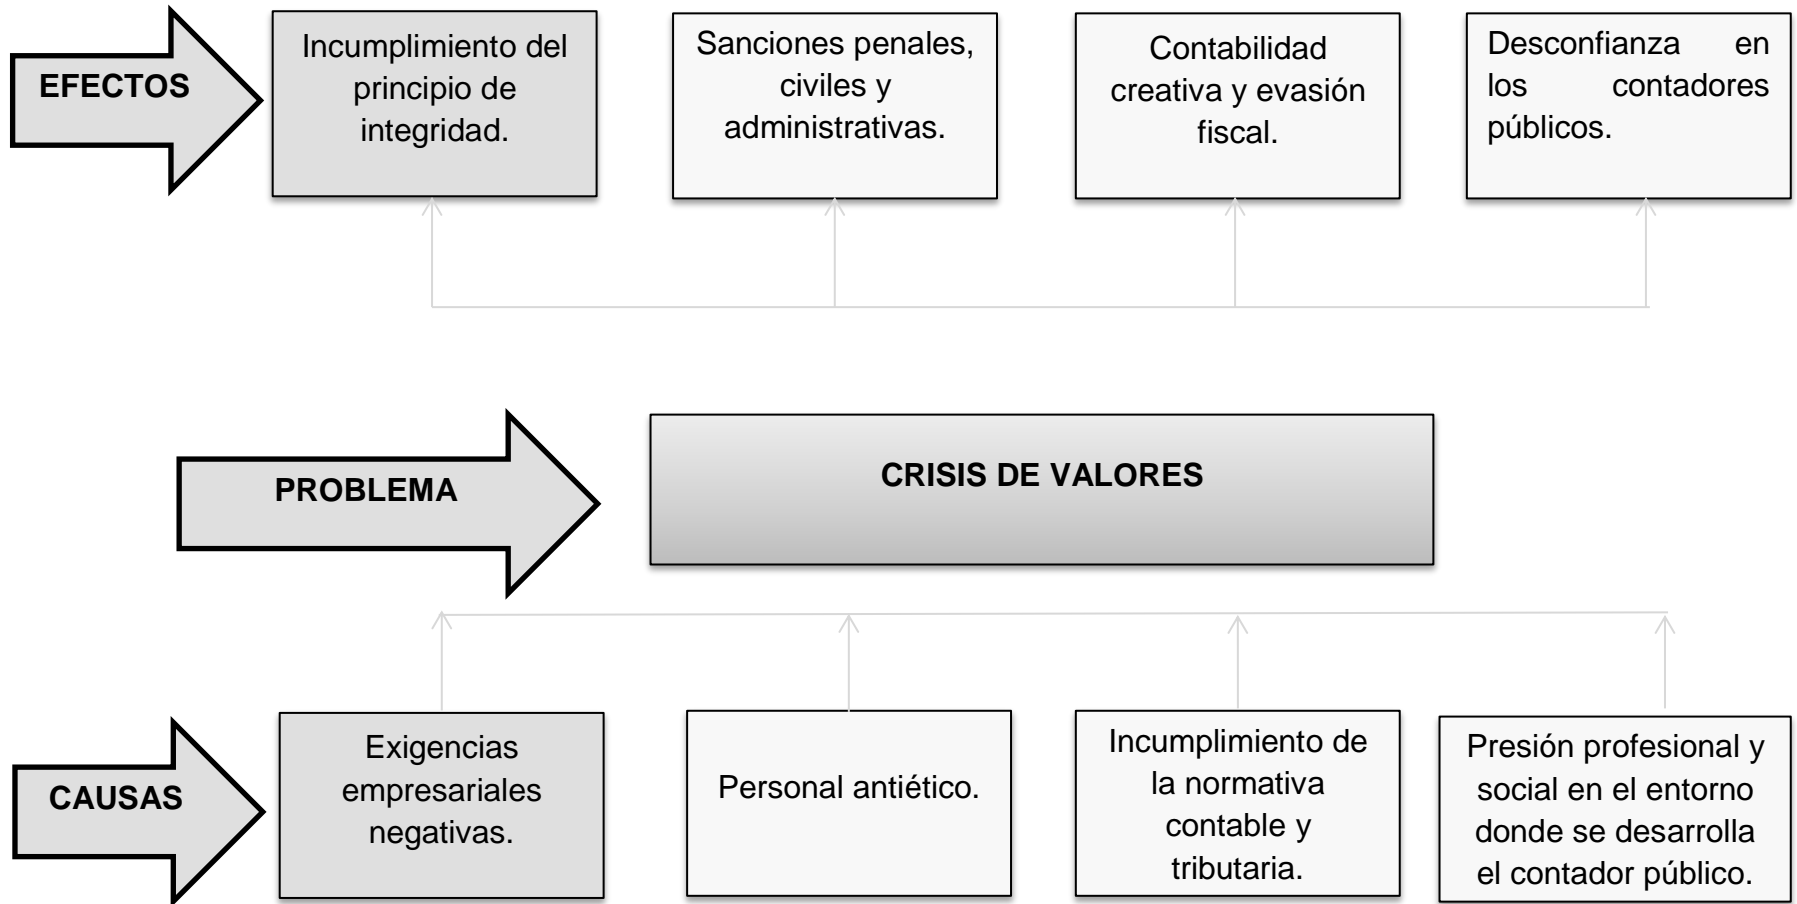 EFECTOS
Incumplimiento del
principio de
integridad.
Sanciones penales,
civiles y
administrativas.
Contabilidad
creativa y evasión
fiscal.
Desconfianza en
los contadores
públicos.
PROBLEMA
CRISIS DE VALORES
CAUSAS
Exigencias
empresariales
negativas.
Personal antiético.
Incumplimiento de
la normativa
contable y
tributaria.
Presión profesional y
social en el entorno
donde se desarrolla
el contador público.